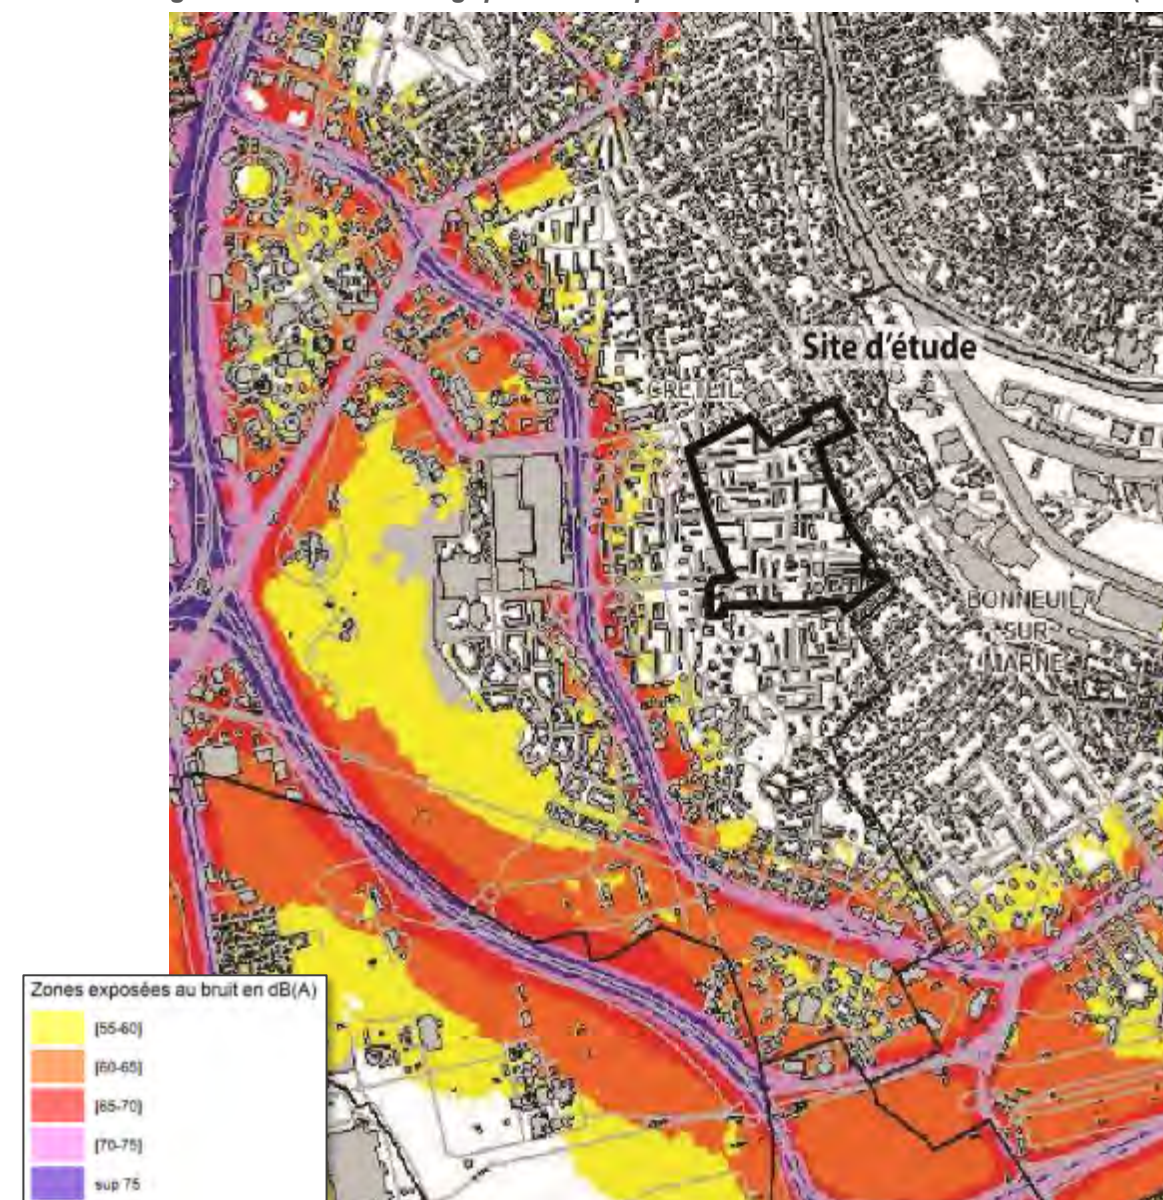 Site d'étude
CRETEIL
BONNEUIL
SUR
MARNE
Zones exposées au bruit en dB(A)
[55-60]
[60-65]
[65-70]
[70-75]
sup 75